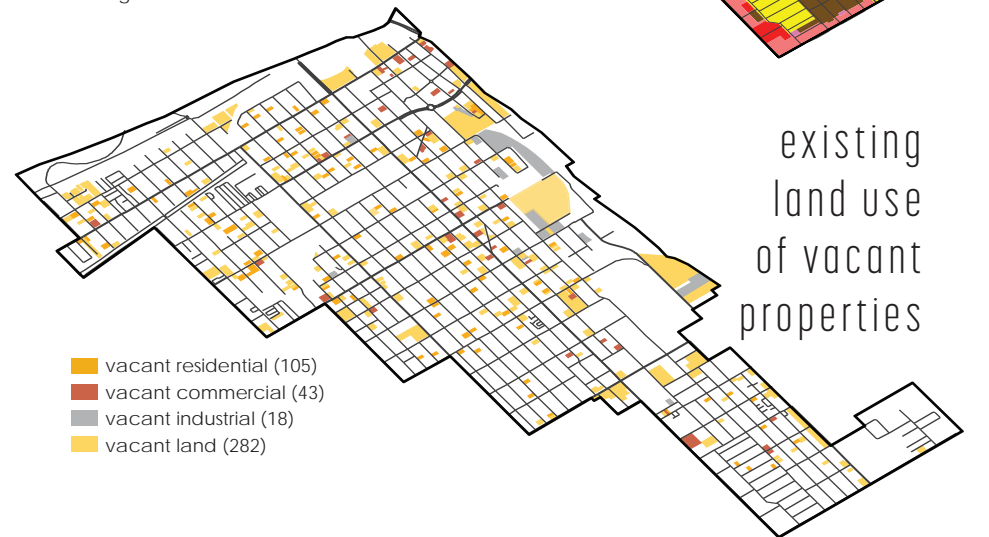 existing
land use
of vacant
properties
vacant residential (105)
vacant commercial (43)
vacant industrial (18)
vacant land (282)